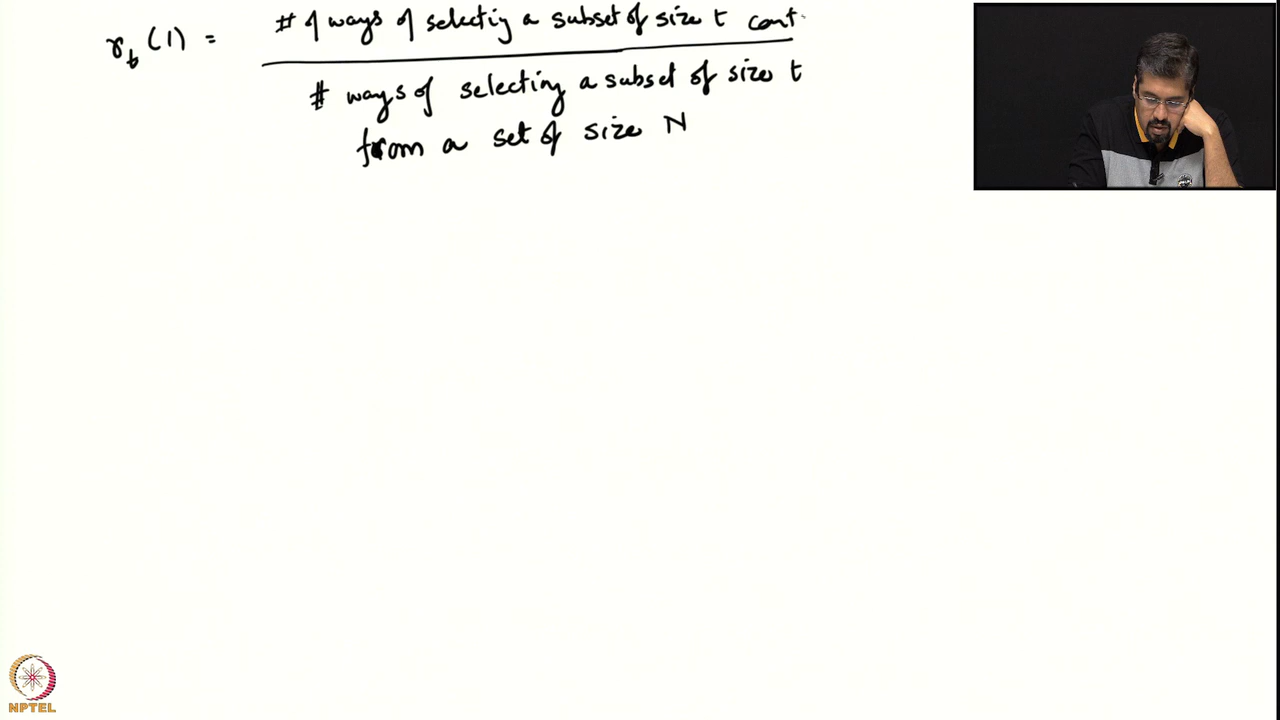 r_b(1) = # of ways of selectig a subset of size t cont
# ways of selecting a subset of size t
from a set of size N
NPTEL